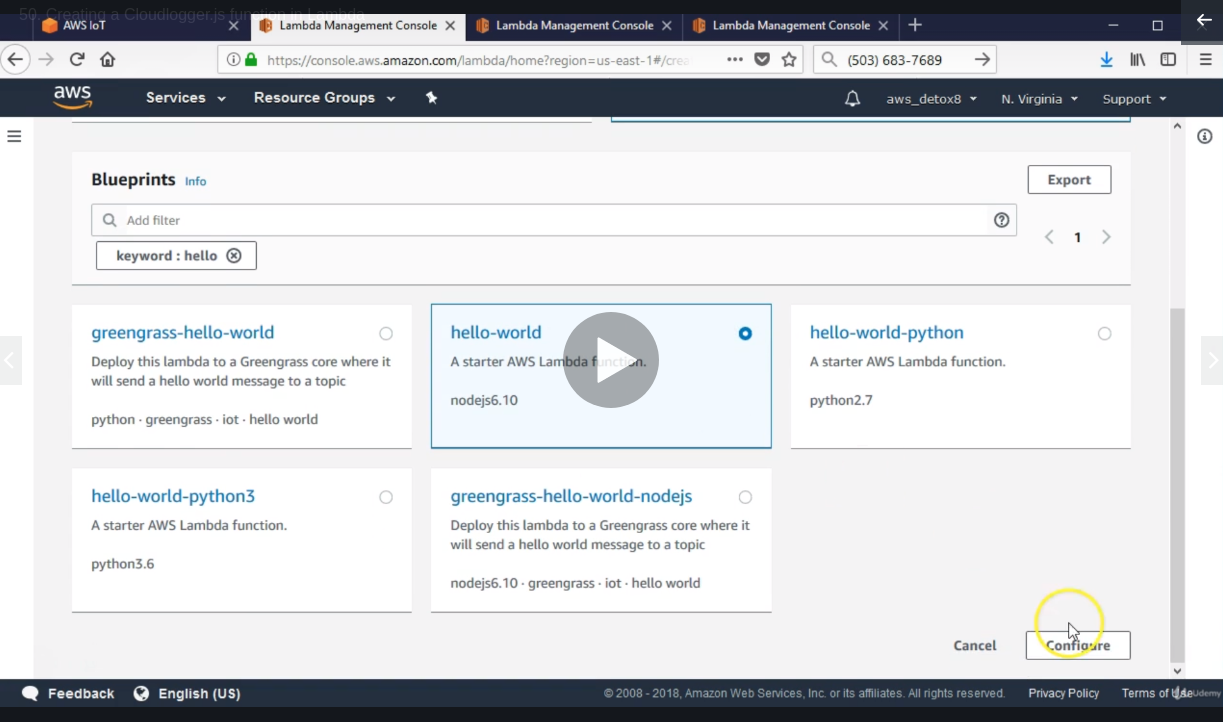 50. Creating a Cloudlogger.js function in Lambda
AWS IoT
Lambda Management Console
Lambda Management Console
Lambda Management Console
https://console.aws.amazon.com/lambda/home?region=us-east-1#/crea
(503) 683-7689
aws
Services
Resource Groups
aws_detox8
N. Virginia
Support
Blueprints Info
Export
Add filter
1
keyword : hello
greengrass-hello-world
Deploy this lambda to a Greengrass core where it
will send a hello world message to a topic
python · greengrass · iot · hello world
hello-world
A starter AWS Lambda function.
nodejs6.10
hello-world-python
A starter AWS Lambda function.
python2.7
hello-world-python3
A starter AWS Lambda function.
python3.6
greengrass-hello-world-nodejs
Deploy this lambda to a Greengrass core where it
will send a hello world message to a topic
nodejs6.10 · greengrass · iot · hello world
Cancel
Configure
Feedback
English (US)
© 2008 - 2018, Amazon Web Services, Inc. or its affiliates. All rights reserved.
Privacy Policy
Terms of Use
Udemy